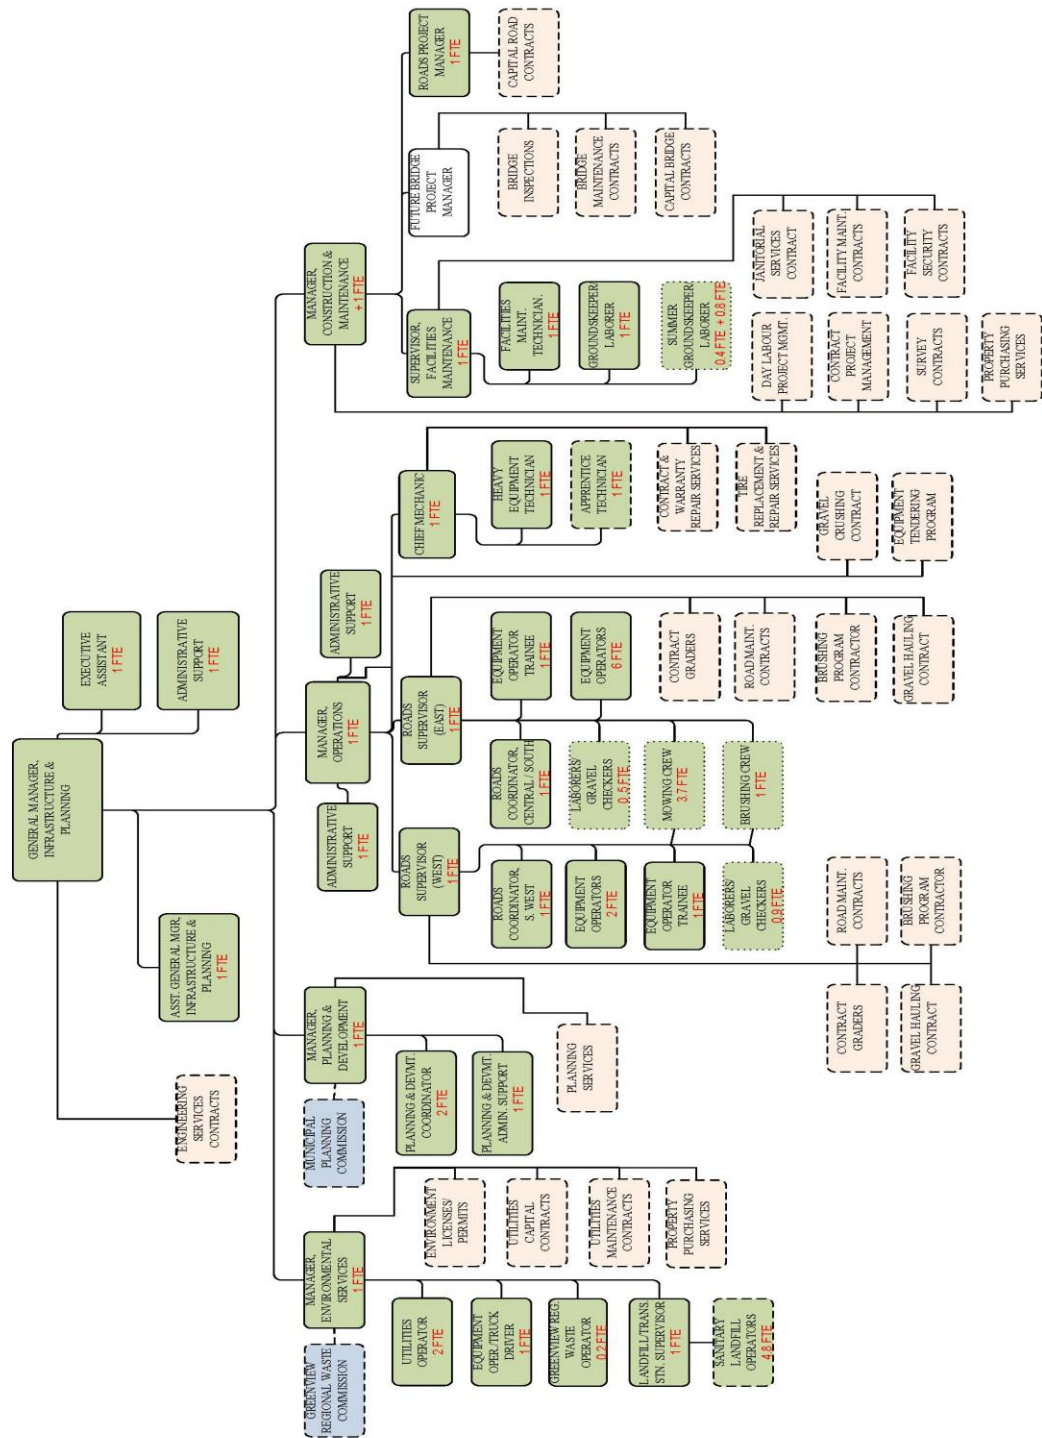 GENERAL MANAGER,
INFRASTRUCTURE &
PLANNING
EXECUTIVE
ASSISTANT
1 FTE
ADMINISTRATIVE
SUPPORT
1 FTE
ASST. GENERAL MGR,
INFRASTRUCTURE &
PLANNING
1 FTE
ENGINEERING
SERVICES
CONTRACTS
GREENVIEW
REGIONAL WASTE
COMMISSION
MANAGER,
ENVIRONMENTAL
SERVICES
1 FTE
UTILITIES
OPERATOR
2 FTE
EQUIPMENT
OPER./TRUCK
DRIVER
1 FTE
GREENVIEW REG.
WASTE
OPERATOR
0.2 FTE
LANDFILL/TRANS.
STN. SUPERVISOR
1 FTE
SANITARY
LANDFILL
OPERATORS
4.8 FTE
ENVIRONMENT
LICENSES/
PERMITS
UTILITIES
CAPITAL
CONTRACTS
UTILITIES
MAINTENANCE
CONTRACTS
PROPERTY
PURCHASING
SERVICES
MUNICIPAL
PLANNING
COMMISSION
MANAGER,
PLANNING &
DEVELOPMENT
1 FTE
PLANNING & DEVMT.
COORDINATOR
2 FTE
PLANNING & DEVMT.
ADMIN. SUPPORT
1 FTE
PLANNING
SERVICES
ADMINISTRATIVE
SUPPORT
1 FTE
MANAGER,
OPERATIONS
1 FTE
ADMINISTRATIVE
SUPPORT
1 FTE
ROADS
SUPERVISOR
(WEST)
1 FTE
ROADS
COORDINATOR,
S. WEST
1 FTE
EQUIPMENT
OPERATORS
2 FTE
EQUIPMENT
OPERATOR
TRAINEE
1 FTE
LABORERS/
GRAVEL
CHECKERS
0.9 FTE
CONTRACT
GRADERS
ROAD MAINT.
CONTRACTS
GRAVEL HAULING
CONTRACT
BRUSHING
PROGRAM
CONTRACTOR
ROADS
SUPERVISOR
(EAST)
1 FTE
ROADS
COORDINATOR,
CENTRAL / SOUTH
1 FTE
EQUIPMENT
OPERATOR
TRAINEE
1 FTE
LABORERS/
GRAVEL
CHECKERS
0.5 FTE
EQUIPMENT
OPERATORS
6 FTE
MOWING CREW
3.7 FTE
BRUSHING CREW
1 FTE
CONTRACT
GRADERS
ROAD MAINT.
CONTRACTS
BRUSHING
PROGRAM
CONTRACTOR
GRAVEL HAULING
CONTRACT
CHIEF MECHANIC
1 FTE
HEAVY
EQUIPMENT
TECHNICIAN
1 FTE
APPRENTICE
TECHNICIAN
1 FTE
CONTRACT &
WARRANTY
REPAIR SERVICES
TIRE
REPLACEMENT &
REPAIR SERVICES
GRAVEL
CRUSHING
CONTRACT
EQUIPMENT
TENDERING
PROGRAM
MANAGER,
CONSTRUCTION &
MAINTENANCE
+ 1 FTE
SUPERVISOR,
FACILITIES
MAINTENANCE
1 FTE
FACILITIES
MAINT.
TECHNICIAN.
1 FTE
GROUNDSKEEPER
LABORER
1 FTE
SUMMER
GROUNDSKEEPER
LABORER
0.4 FTE + 0.8 FTE
DAY LABOUR
PROJECT MGMT.
CONTRACT
PROJECT
MANAGEMENT
SURVEY
CONTRACTS
PROPERTY
PURCHASING
SERVICES
JANITORIAL
SERVICES
CONTRACT
FACILITY MAINT.
CONTRACTS
FACILITY
SECURITY
CONTRACTS
FUTURE BRIDGE
PROJECT
MANAGER
BRIDGE
INSPECTIONS
BRIDGE
MAINTENANCE
CONTRACTS
CAPITAL BRIDGE
CONTRACTS
ROADS PROJECT
MANAGER
1 FTE
CAPITAL ROAD
CONTRACTS